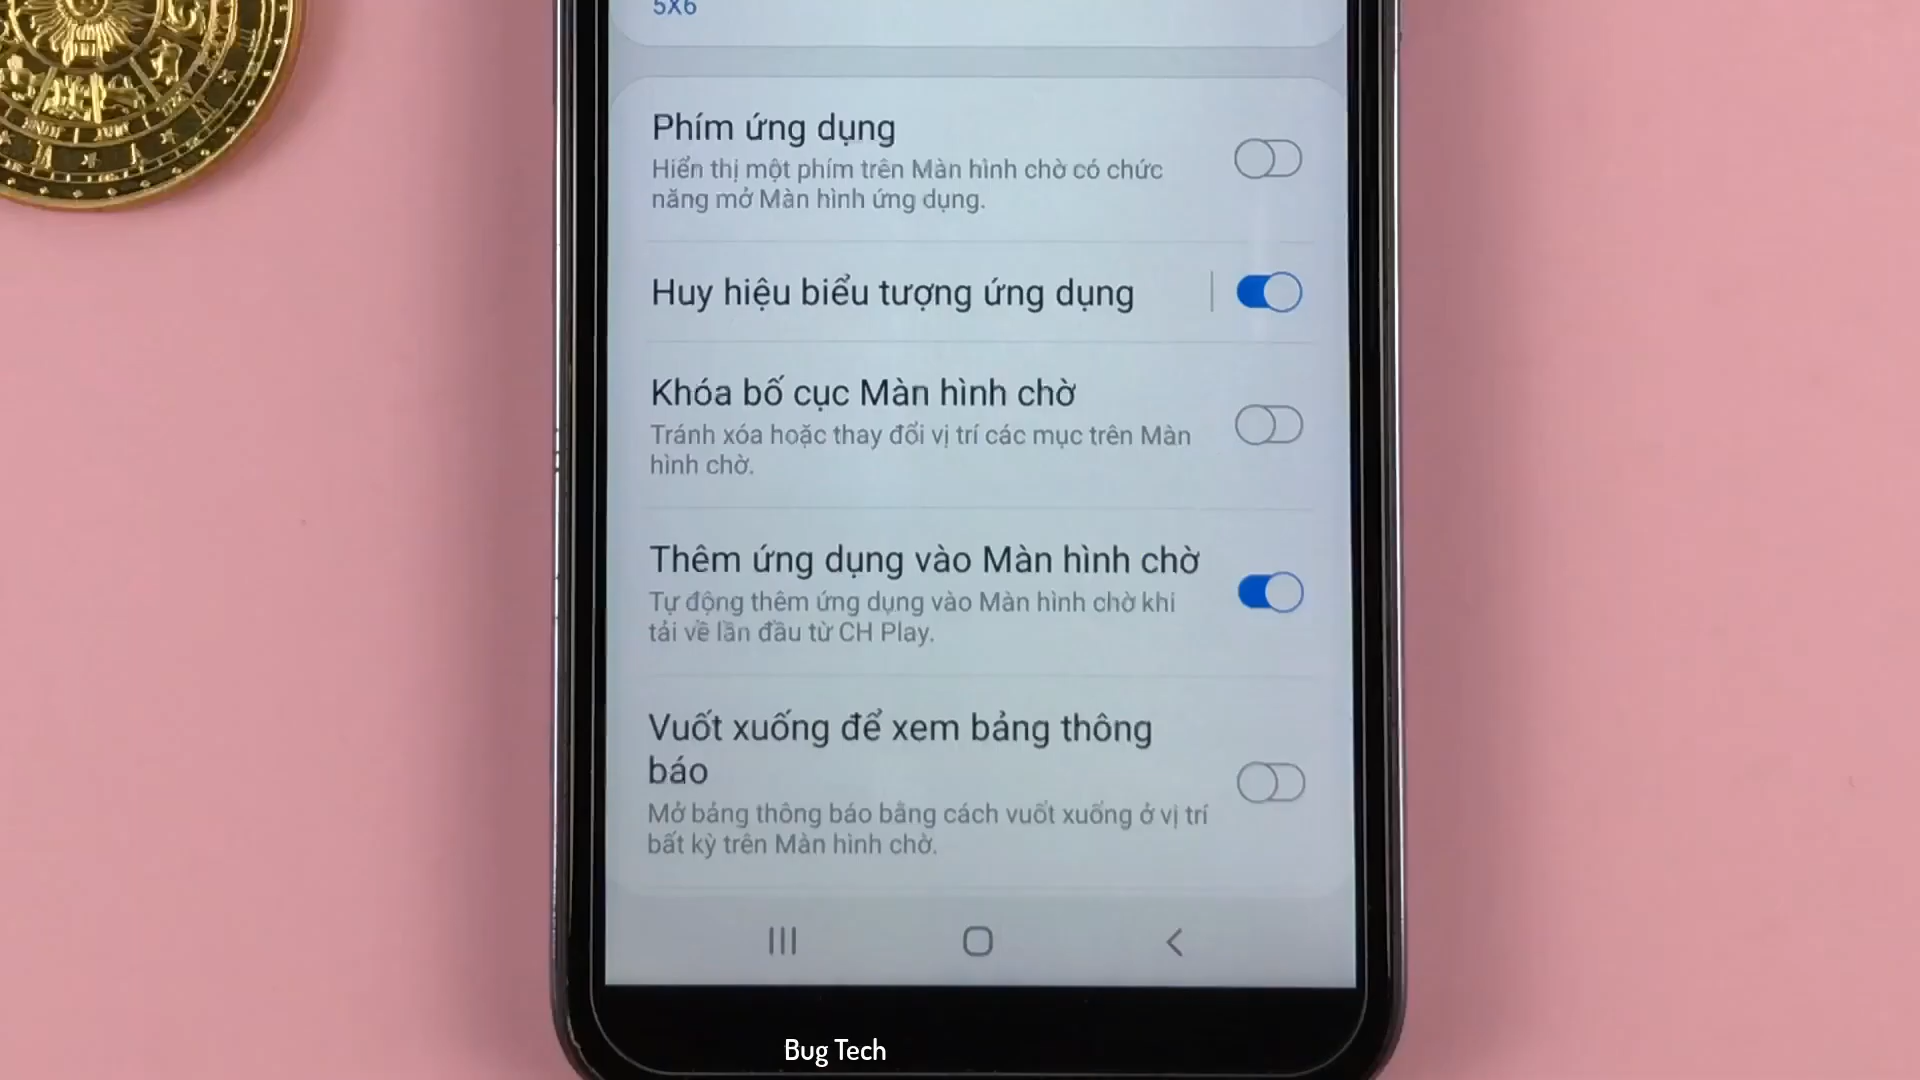 5X6
Phím ứng dụng
Hiển thị một phím trên Màn hình chờ có chức
năng mở Màn hình ứng dụng.
Huy hiệu biểu tượng ứng dụng
Khóa bố cục Màn hình chờ
Tránh xóa hoặc thay đổi vị trí các mục trên Màn
hình chờ.
Thêm ứng dụng vào Màn hình chờ
Tự động thêm ứng dụng vào Màn hình chờ khi
tải về lần đầu từ CH Play.
Vuốt xuống để xem bảng thông
báo
Mở bảng thông báo bằng cách vuốt xuống ở vị trí
bất kỳ trên Màn hình chờ.
Bug Tech